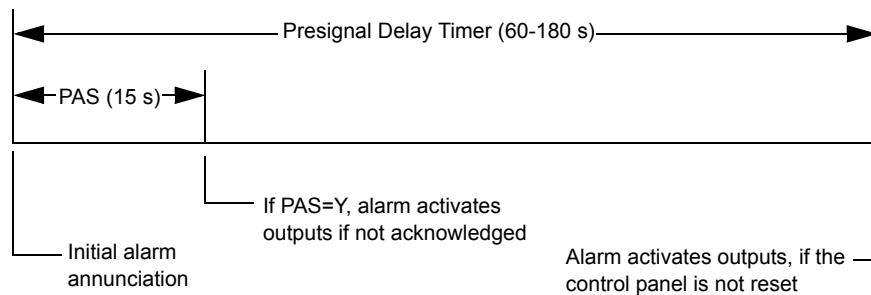 Presignal Delay Timer (60-180 s)
PAS (15 s)
If PAS=Y, alarm activates
outputs if not acknowledged
Initial alarm
annunciation
Alarm activates outputs, if the
control panel is not reset